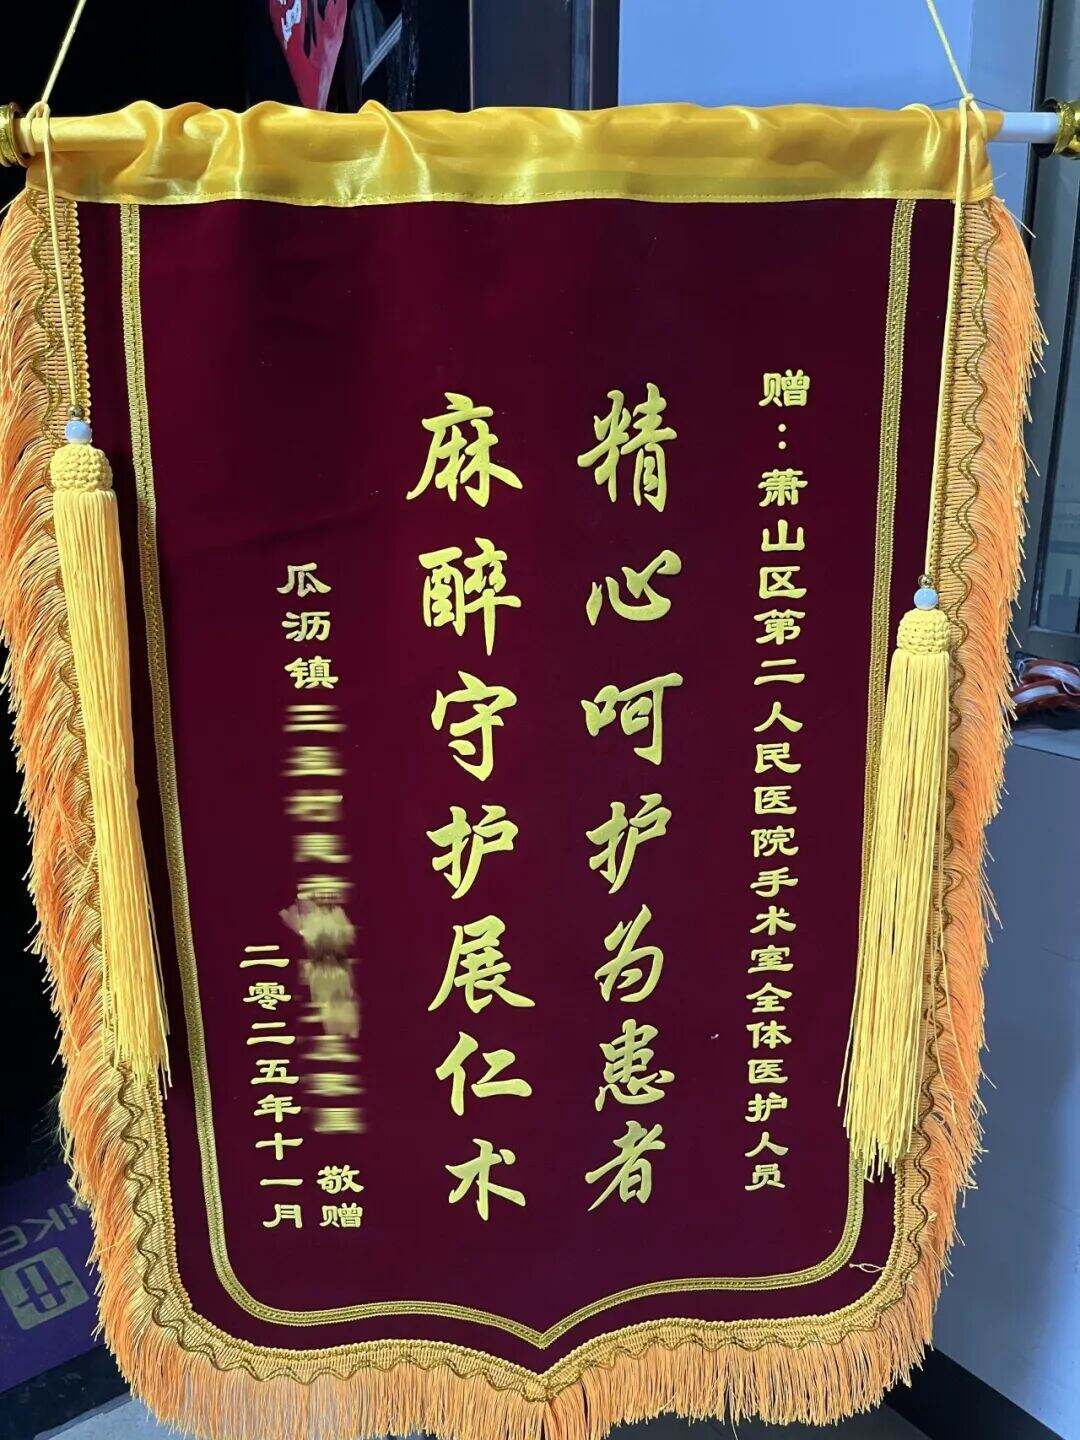 赠：萧山区第二人民医院手术室全体医护人员
精心呵护为患者
麻醉守护展仁术
瓜沥镇
敬赠
二零二五年十一月